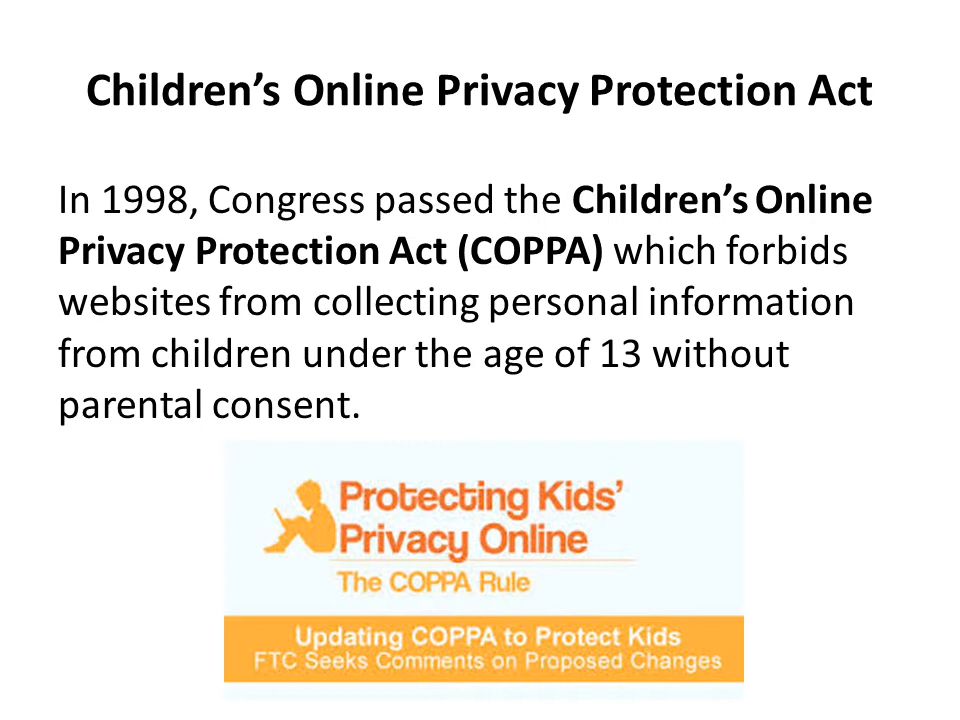 Children’s Online Privacy Protection Act
In 1998, Congress passed the Children’s Online
Privacy Protection Act (COPPA) which forbids
websites from collecting personal information
from children under the age of 13 without
parental consent.
Protecting Kids’
Privacy Online
The COPPA Rule
Updating COPPA to Protect Kids
FTC Seeks Comments on Proposed Changes